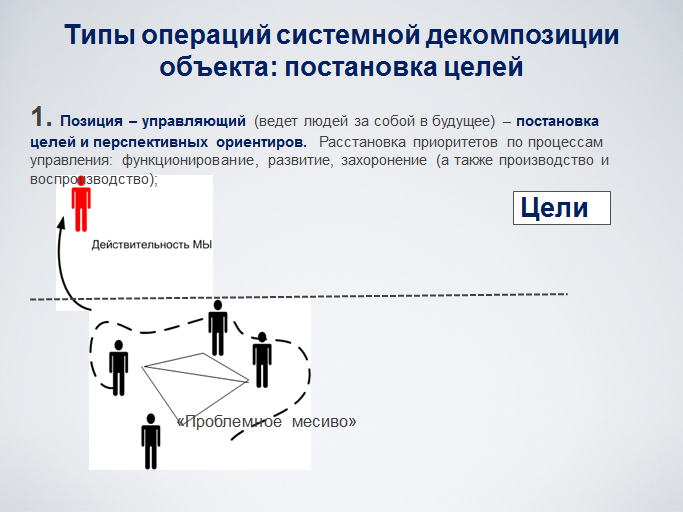 Типы операций системной декомпозиции
объекта: постановка целей
1. Позиция – управляющий (ведет людей за собой в будущее) – постановка
целей и перспективных ориентиров. Расстановка приоритетов по процессам
управления: функционирование, развитие, захоронение (а также производство и
воспроизводство);
Цели
Действительность МЫ
«Проблемное месиво»